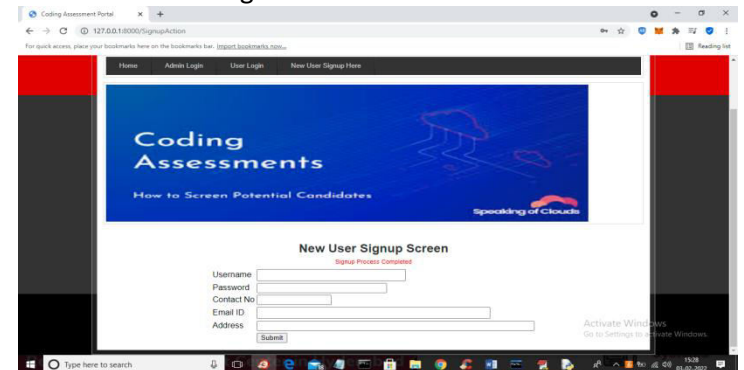 Coding Assessment Portal
127.0.0.1:8000/SignupAction
For quick access, place your bookmarks here on the bookmarks bar. Import bookmarks now...
Reading list
Home Admin Login User Login New User Signup Here
Coding
Assessments
How to Screen Potential Candidates
Speaking of Clouds
New User Signup Screen
Signup Process Completed
Username
Password
Contact No
Email ID
Address
Submit
Activate Windows
Go to Settings to activate Windows.
Type here to search
15:28
01-02-2022